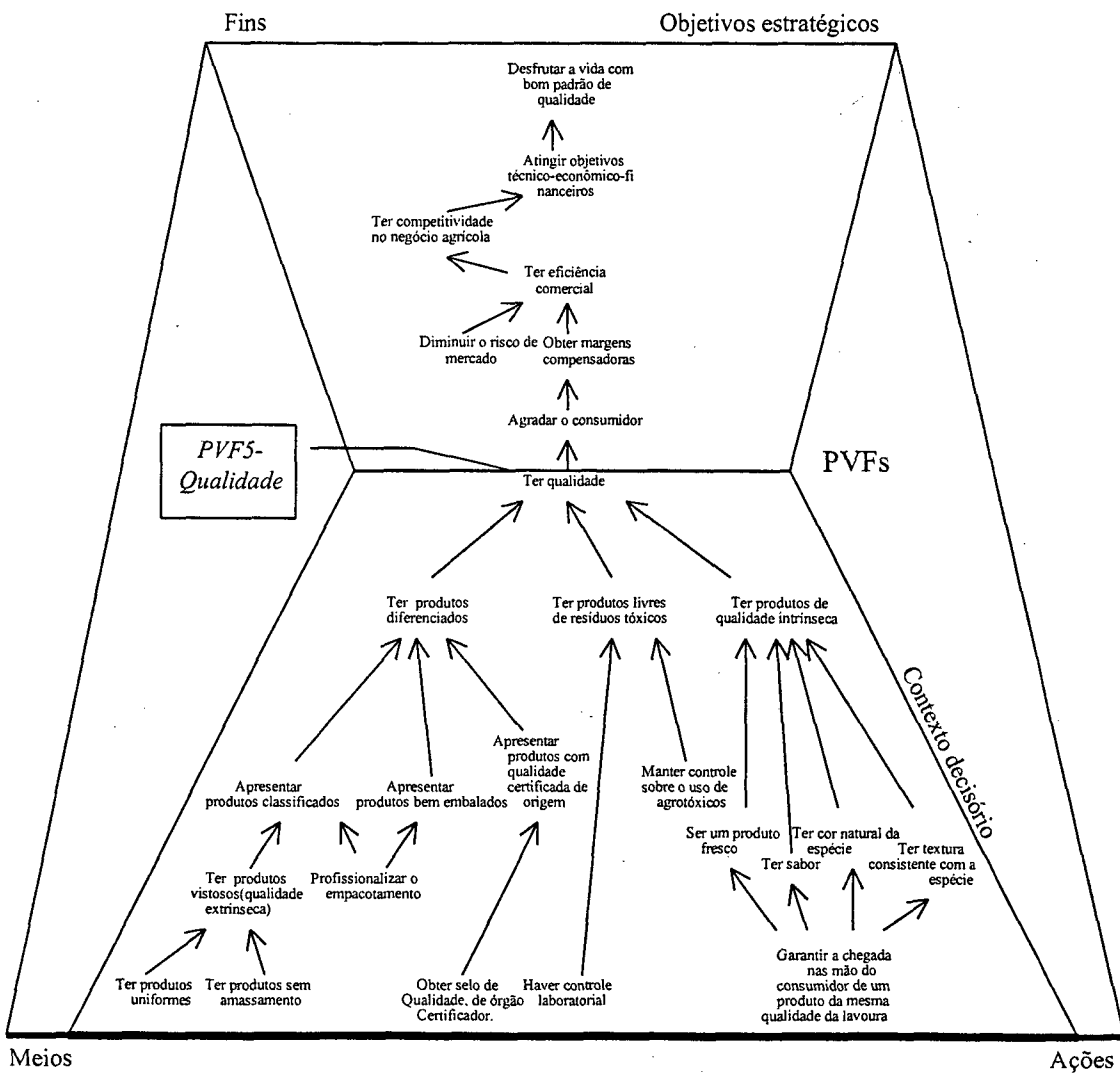 Fins
Objetivos estratégicos
Desfrutar a vida com
bom padrão de
qualidade
Atingir objetivos
técnico-econômico-fi
nanceiros
Ter competitividade
no negócio agrícola
Ter eficiência
comercial
Diminuir o risco de
mercado
Obter margens
compensadoras
Agradar o consumidor
PVF5-
Qualidade
PVFs
Ter qualidade
Ter produtos
diferenciados
Ter produtos livres
de resíduos tóxicos
Ter produtos de
qualidade intrinseca
Contexto decisório
Apresentar
produtos classificados
Apresentar
produtos bem embalados
Apresentar
produtos com
qualidade
certificada de
origem
Manter controle
sobre o uso de
agrotóxicos
Ser um produto
fresco
Ter sabor
Ter cor natural da
espécie
Ter textura
consistente com a
espécie
Ter produtos
vistosos(qualidade
extrinseca)
Profissionalizar o
empacotamento
Ter produtos
uniformes
Ter produtos sem
amassamento
Obter selo de
Qualidade, de órgão
Certificador.
Haver controle
laboratorial
Garantir a chegada
nas mão do
consumidor de um
produto da mesma
qualidade da lavoura
Meios
Ações